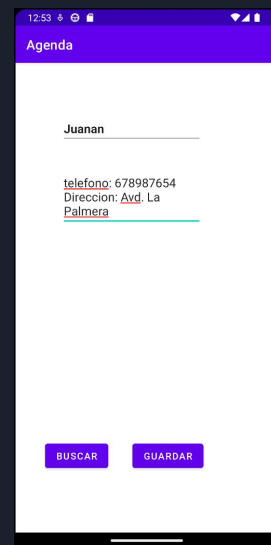 12:53
Agenda
Juanan
telefono: 678987654
Direccion: Avd. La
Palmera
BUSCAR GUARDAR